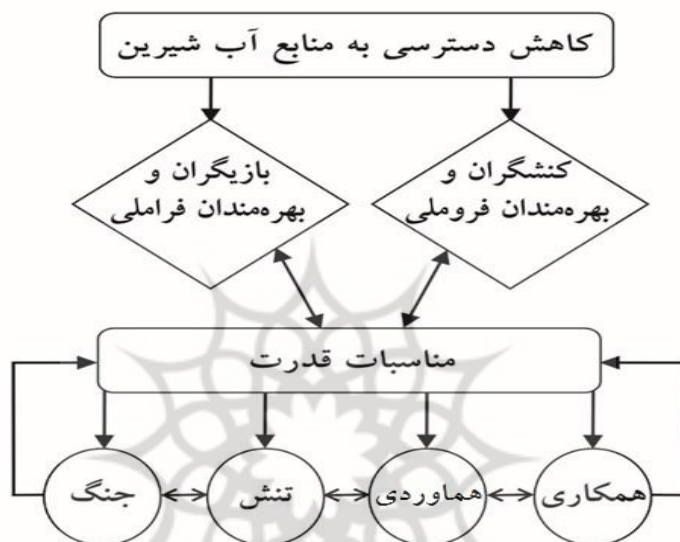 کاهش دسترسی به منابع آب شیرین
کنشگران و
بهره‌مندان فروملی
بازیگران و
بهره‌مندان فراملی
مناسبات قدرت
همکاری
هماوردی
تنش
جنگ